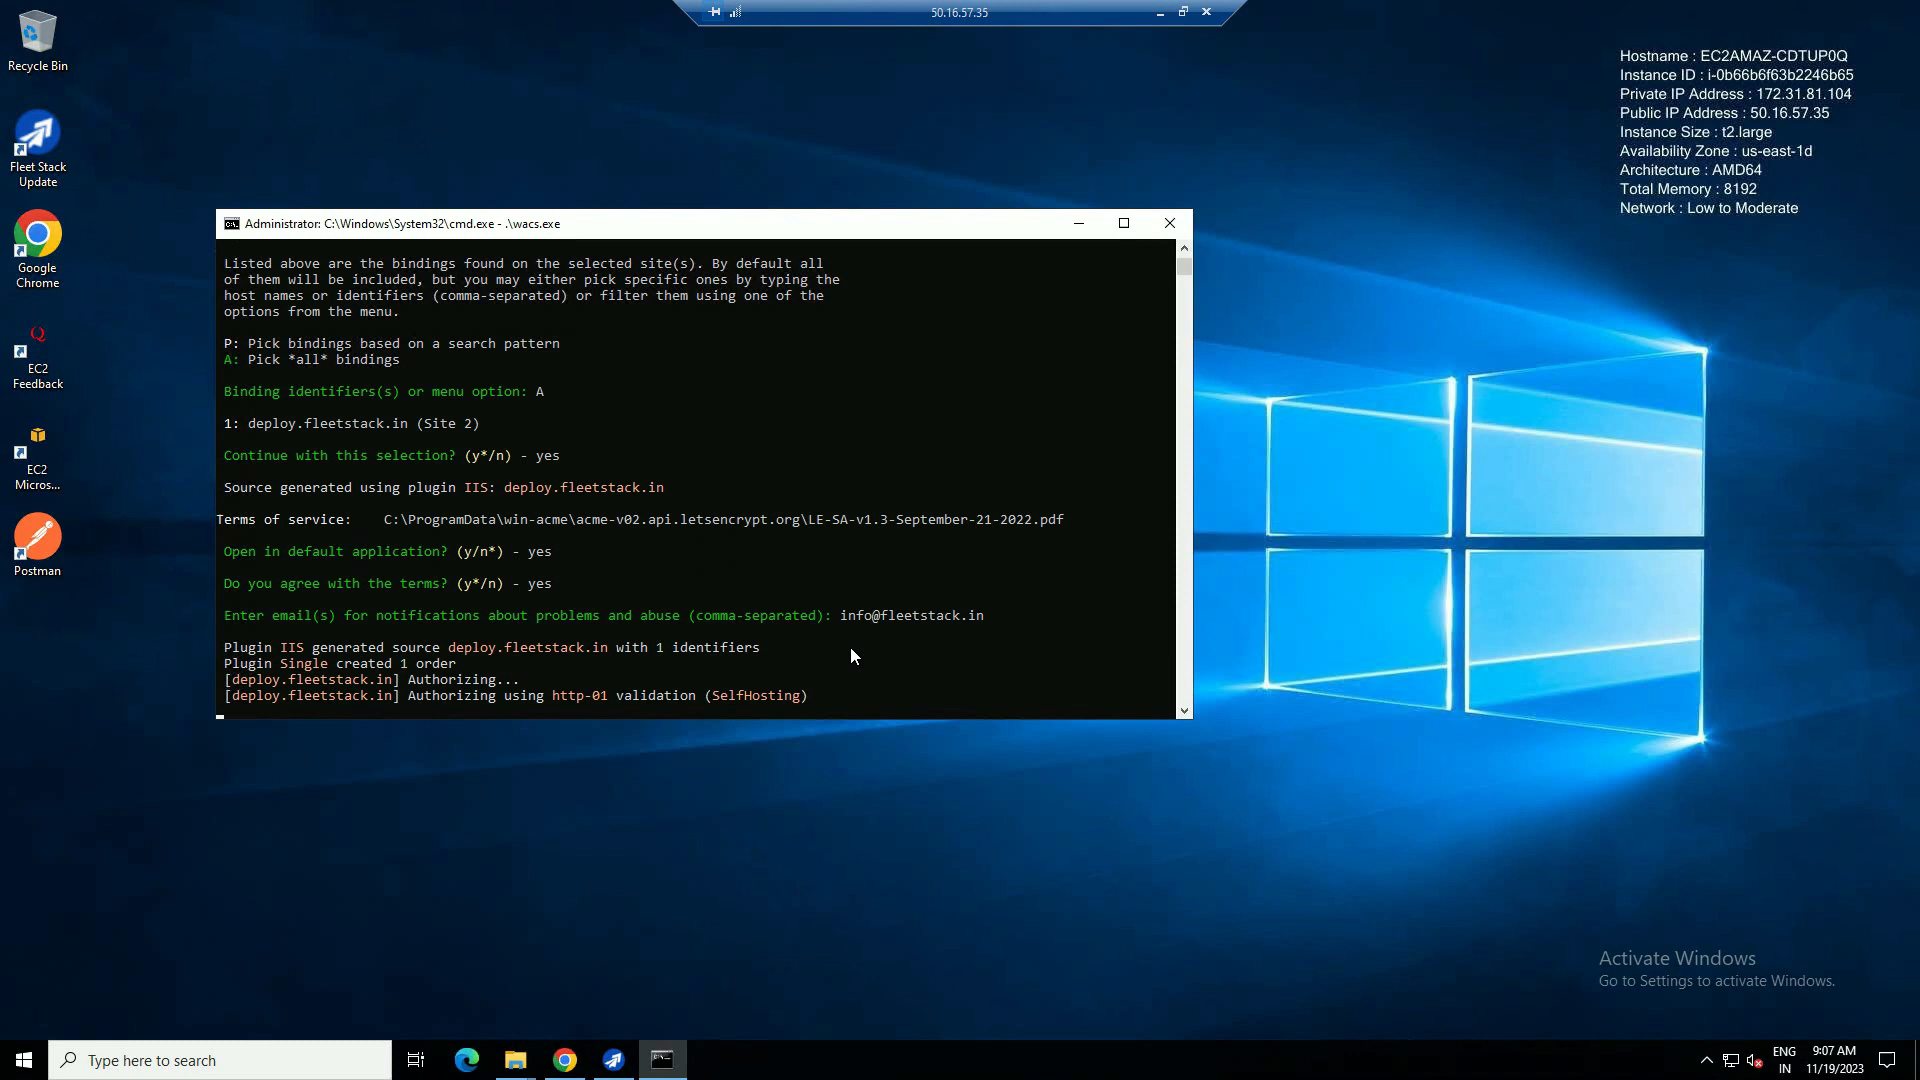 50.16.57.35
Recycle Bin
Fleet Stack
Update
Google
Chrome
EC2
Feedback
EC2
Micros...
Postman
Hostname : EC2AMAZ-CDTUP0Q
Instance ID : i-0b66b6f63b2246b65
Private IP Address : 172.31.81.104
Public IP Address : 50.16.57.35
Instance Size : t2.large
Availability Zone : us-east-1d
Architecture : AMD64
Total Memory : 8192
Network : Low to Moderate
Administrator: C:\Windows\System32\cmd.exe - .\wacs.exe
Listed above are the bindings found on the selected site(s). By default all
of them will be included, but you may either pick specific ones by typing the
host names or identifiers (comma-separated) or filter them using one of the
options from the menu.
P: Pick bindings based on a search pattern
A: Pick *all* bindings
Binding identifiers(s) or menu option: A
1: deploy.fleetstack.in (Site 2)
Continue with this selection? (y*/n) - yes
Source generated using plugin IIS: deploy.fleetstack.in
Terms of service: C:\ProgramData\win-acme\acme-v02.api.letsencrypt.org\LE-SA-v1.3-September-21-2022.pdf
Open in default application? (y/n*) - yes
Do you agree with the terms? (y*/n) - yes
Enter email(s) for notifications about problems and abuse (comma-separated): info@fleetstack.in
Plugin IIS generated source deploy.fleetstack.in with 1 identifiers
Plugin Single created 1 order
[deploy.fleetstack.in] Authorizing...
[deploy.fleetstack.in] Authorizing using http-01 validation (SelfHosting)
Activate Windows
Go to Settings to activate Windows.
Type here to search
ENG
IN
9:07 AM
11/19/2023